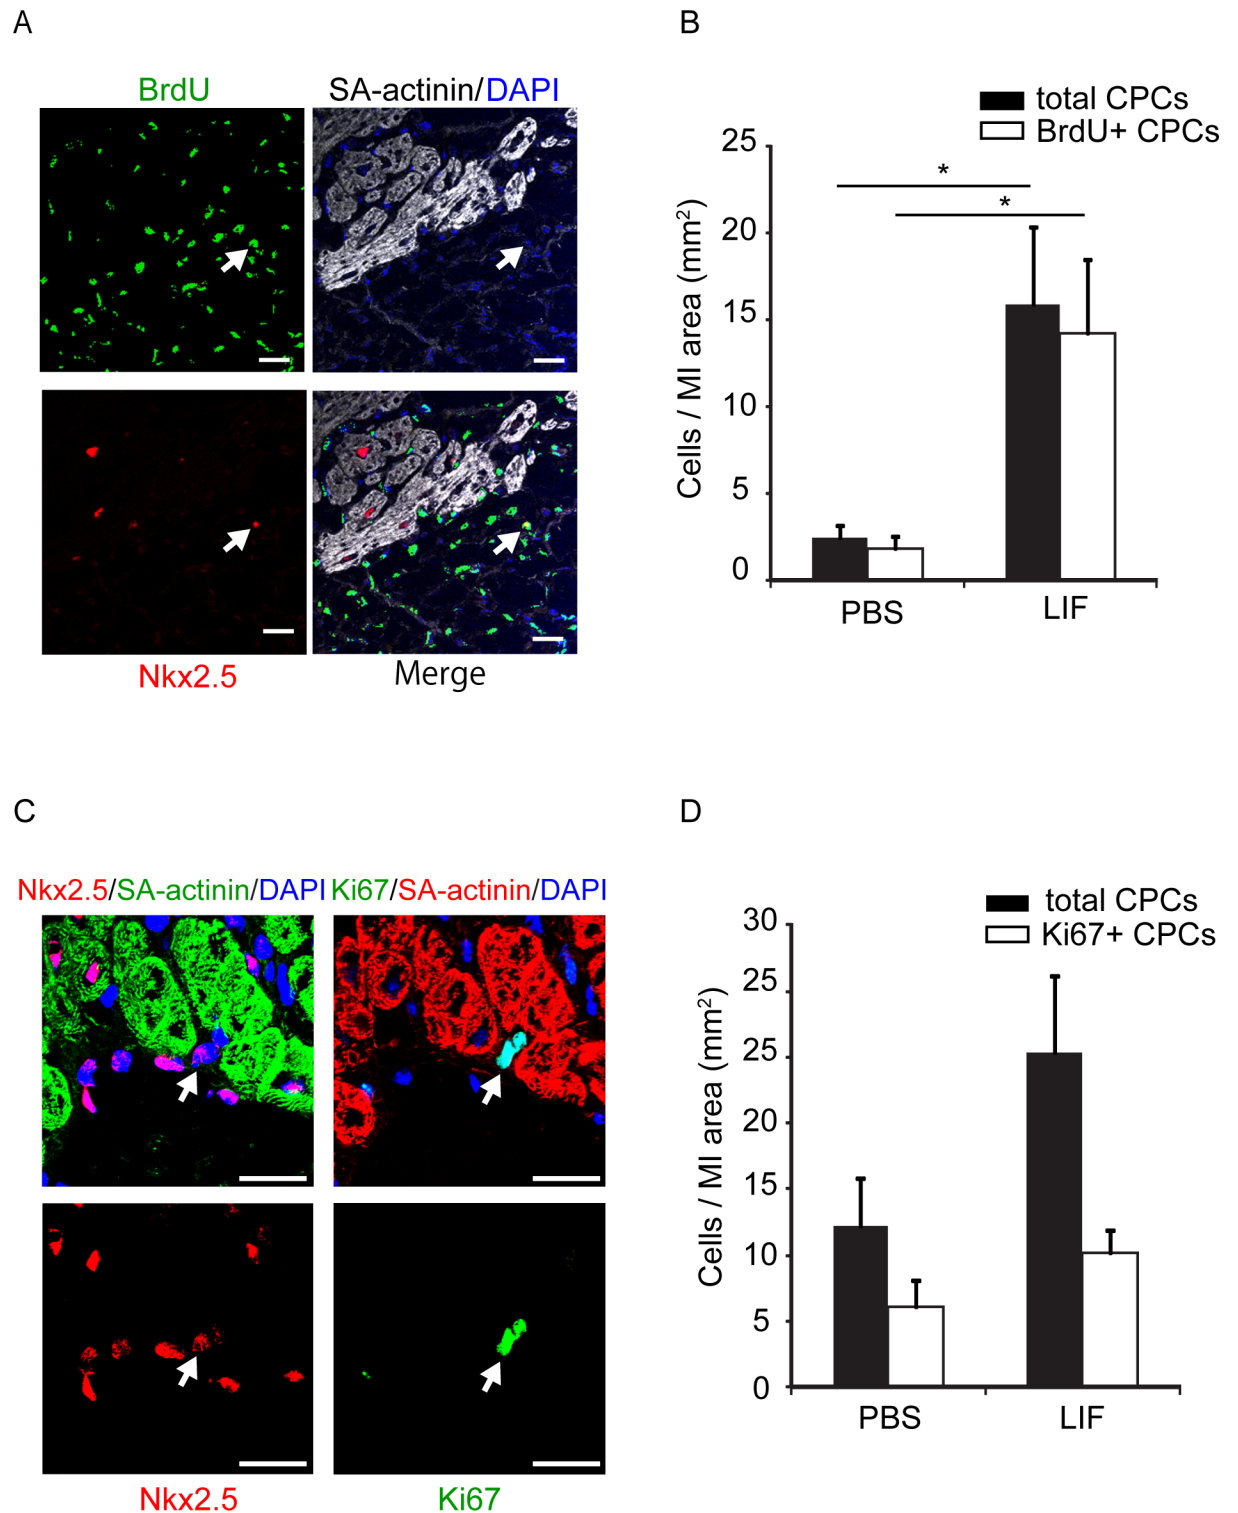 A
BrdU
SA-actinin/DAPI
Nkx2.5
Merge
B
total CPCs
BrdU+ CPCs
25
20
15
10
5
0
Cells / MI area (mm²)
*
*
PBS
LIF
C
Nkx2.5/SA-actinin/DAPI
Ki67/SA-actinin/DAPI
Nkx2.5
Ki67
D
total CPCs
Ki67+ CPCs
30
25
25
20
15
10
5
0
Cells / MI area (mm²)
PBS
LIF